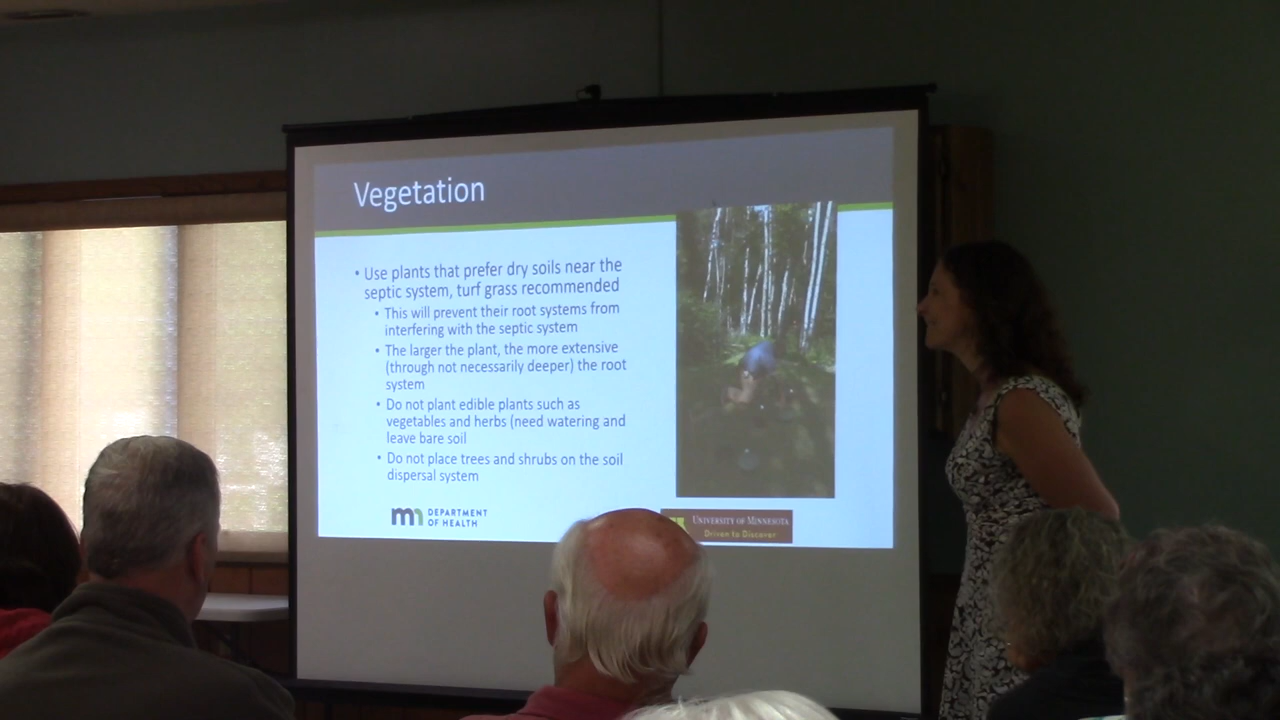 Vegetation
• Use plants that prefer dry soils near the
septic system, turf grass recommended
• This will prevent their root systems from
interfering with the septic system
• The larger the plant, the more extensive
(through not necessarily deeper) the root
system
• Do not plant edible plants such as
vegetables and herbs (need watering and
leave bare soil
• Do not place trees and shrubs on the soil
dispersal system
mn DEPARTMENT
OF HEALTH
UNIVERSITY OF MINNESOTA
Driven to Discover